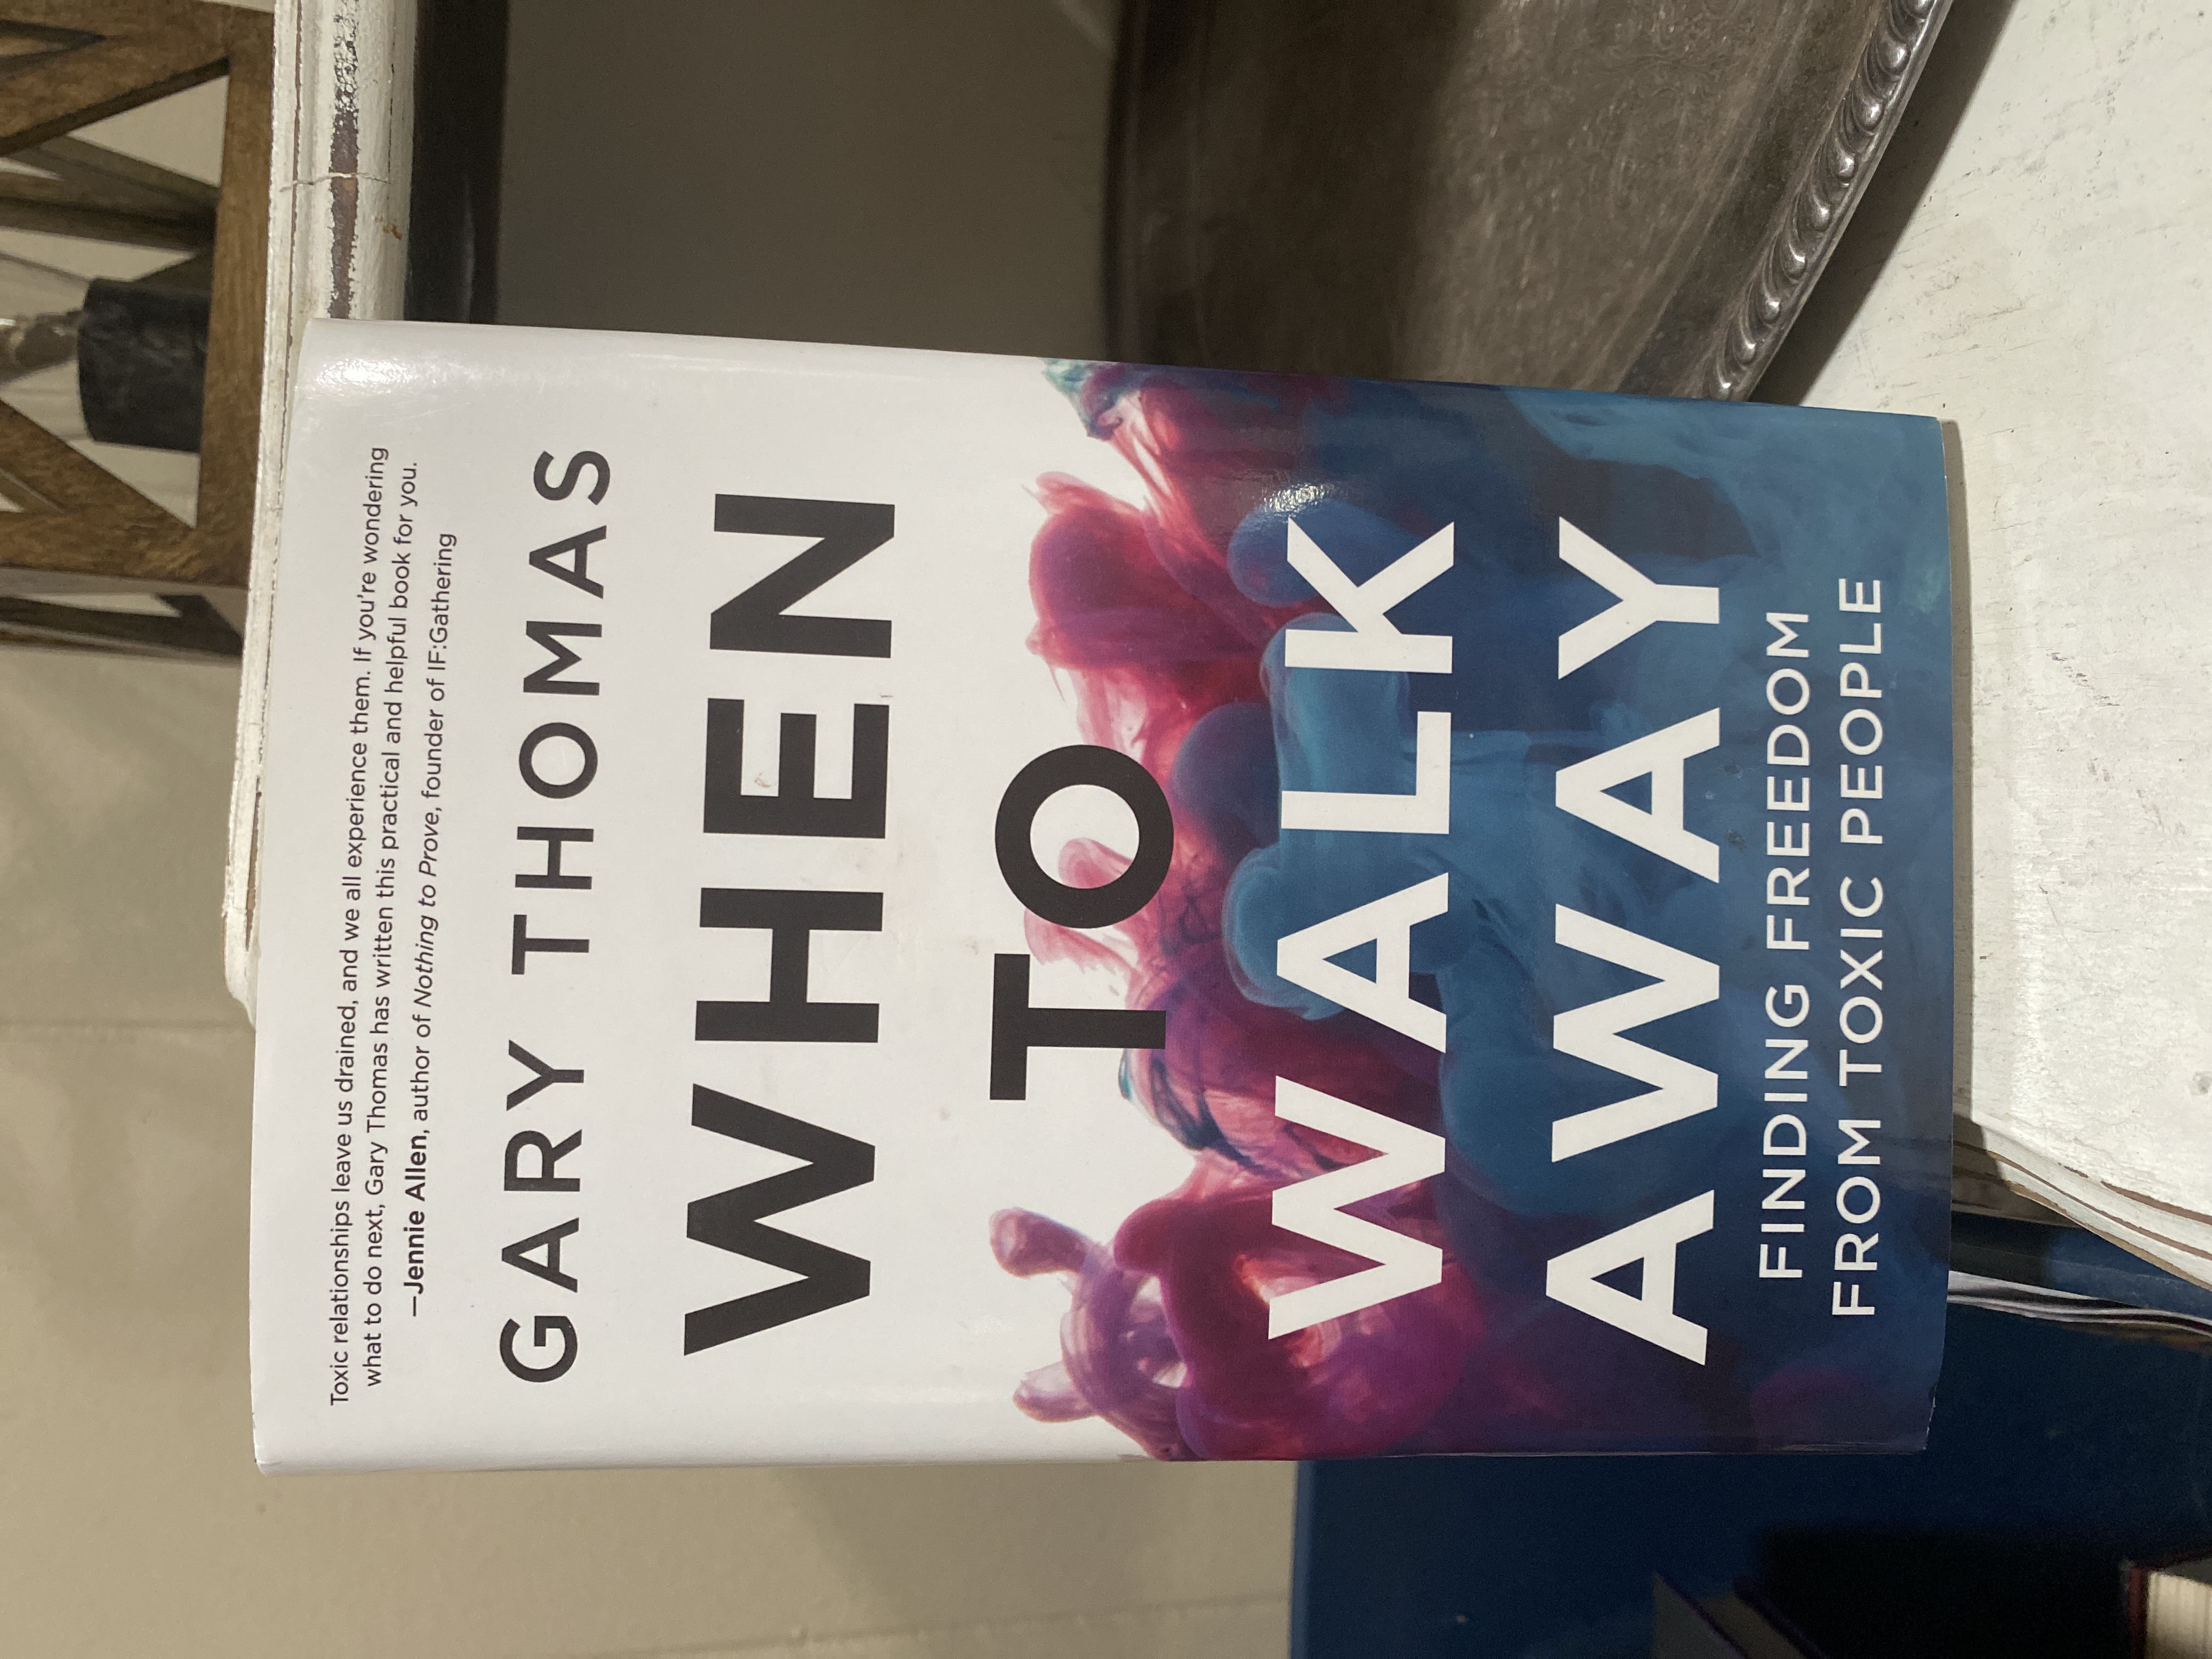 Toxic relationships leave us drained, and we all experience them. If you're wondering
what to do next, Gary Thomas has written this practical and helpful book for you.
—Jennie Allen, author of Nothing to Prove, founder of IF:Gathering
GARY THOMAS
WHEN
TO
WALK
AWAY
FINDING FREEDOM
FROM TOXIC PEOPLE